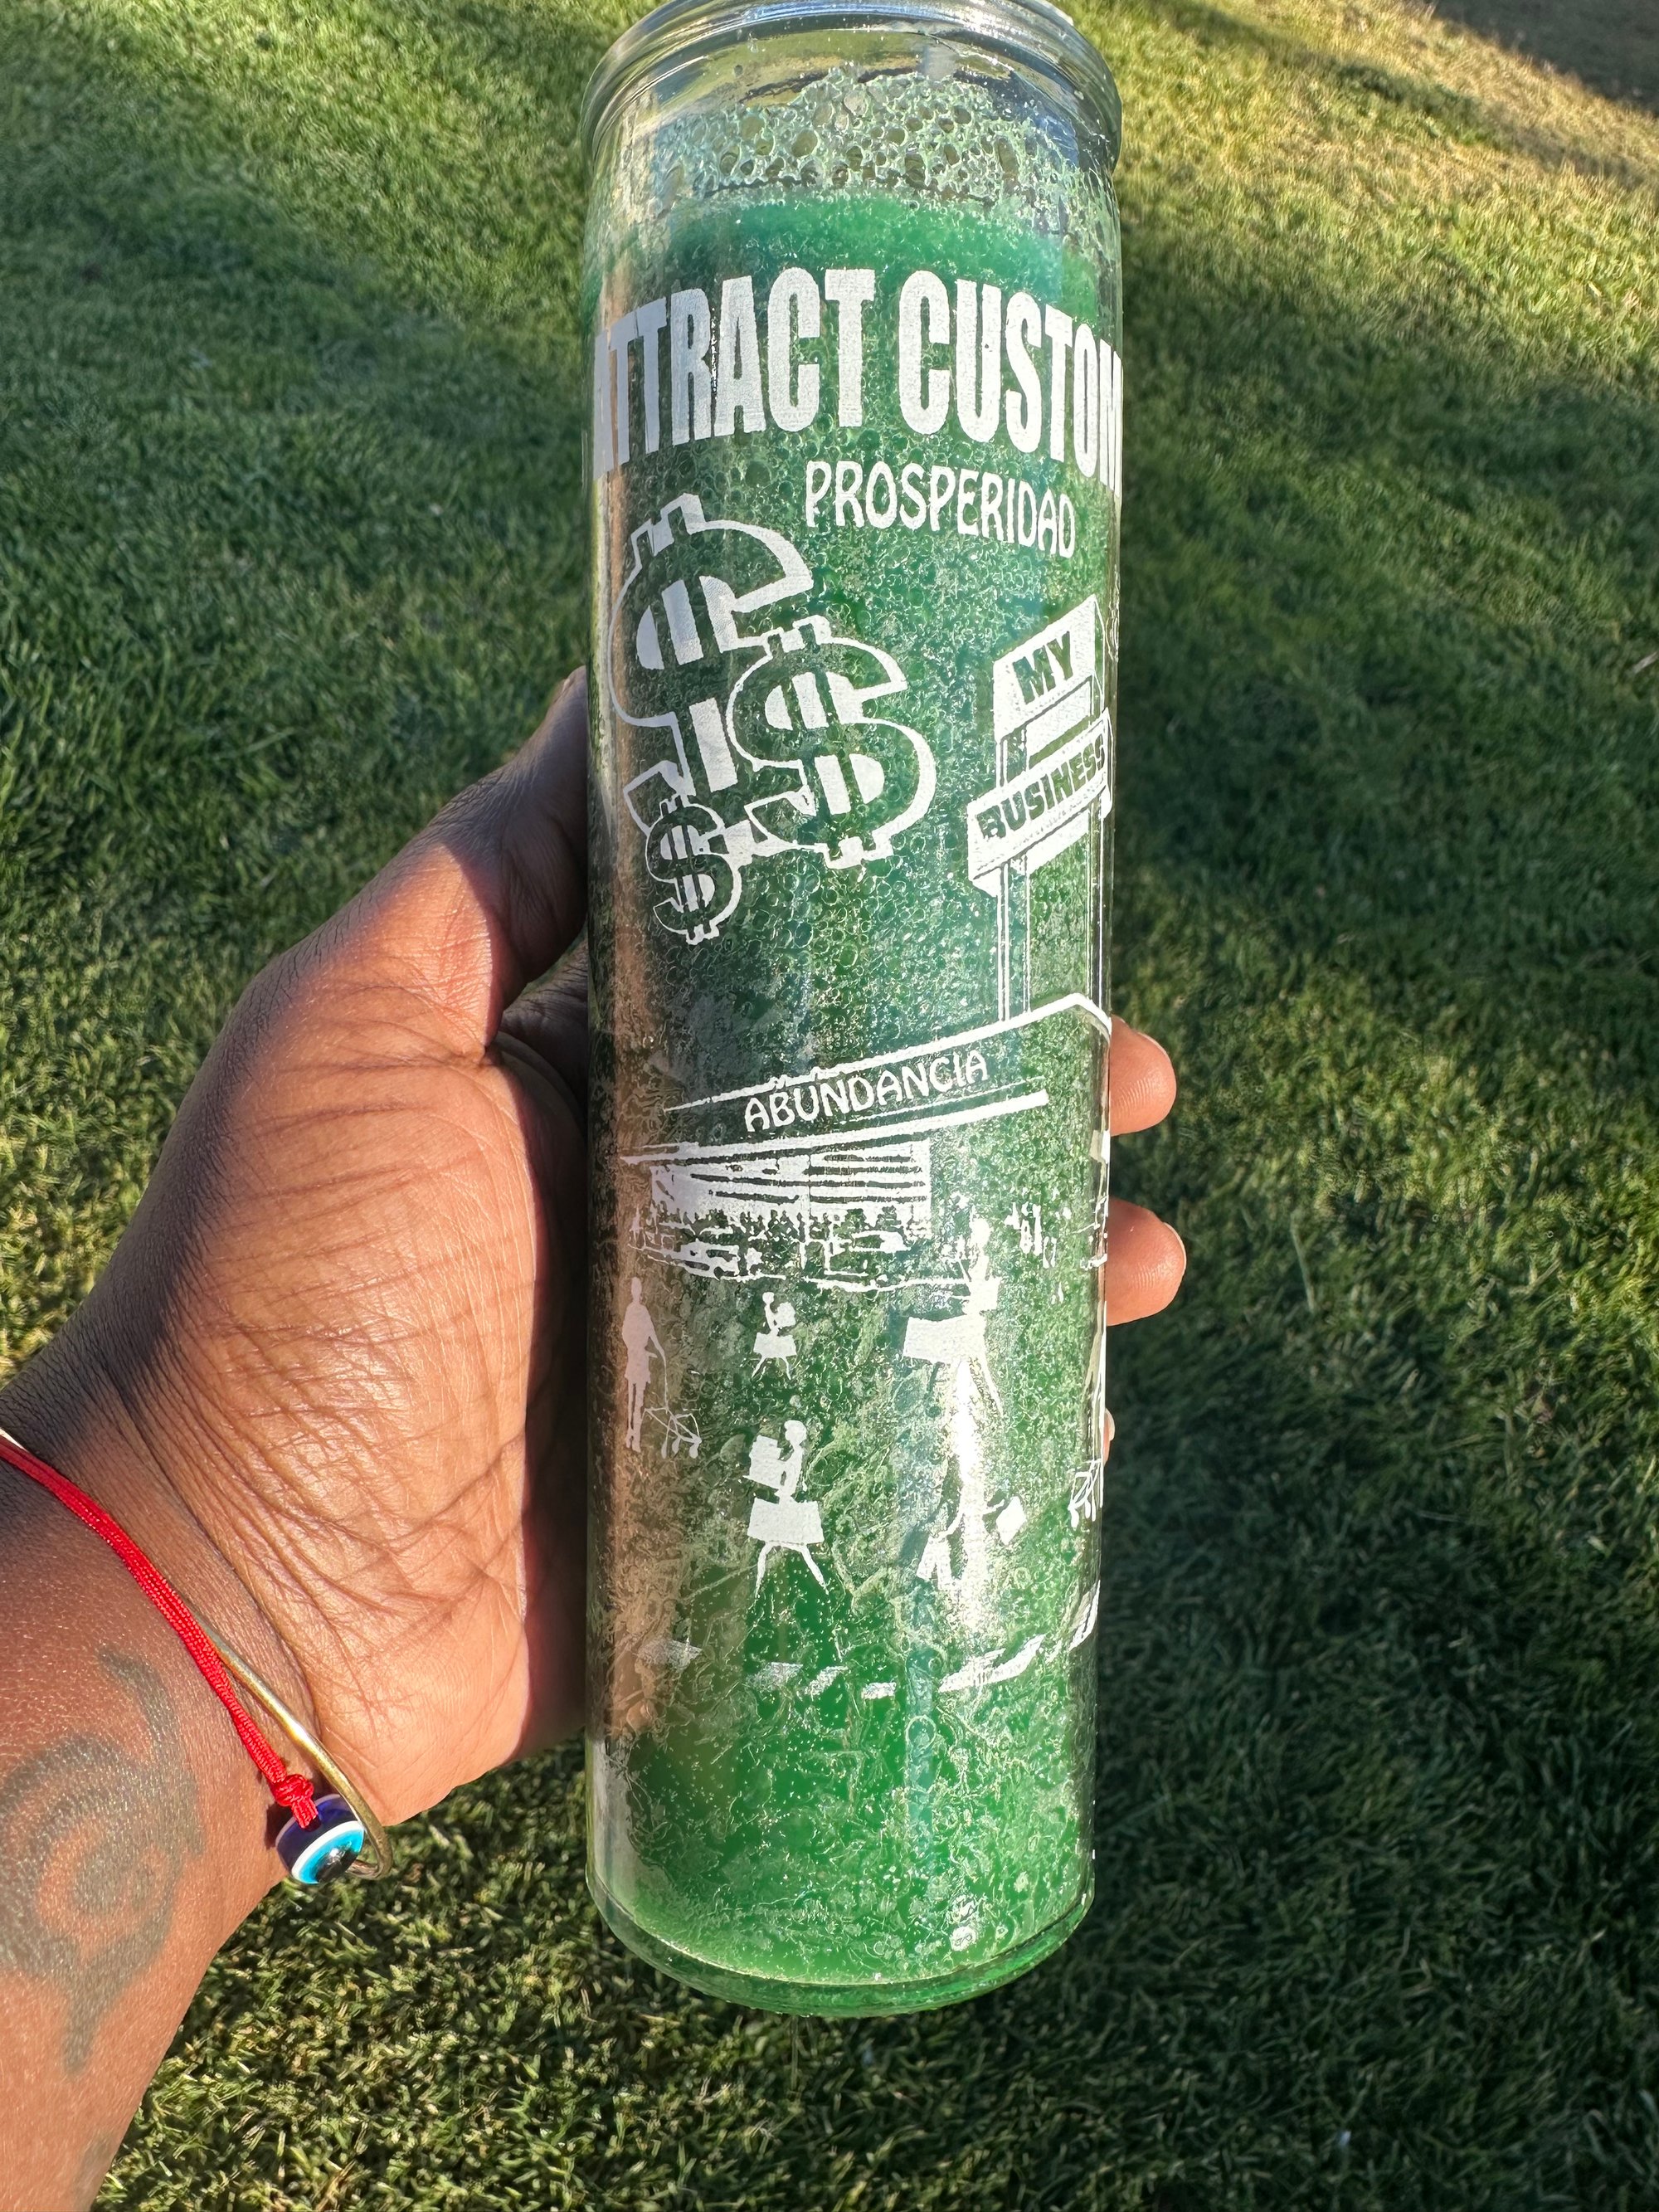 ATTRACT CUSTOM
PROSPERIDAD
$ $ $
MY
BUSINESS
ABUNDANCIA